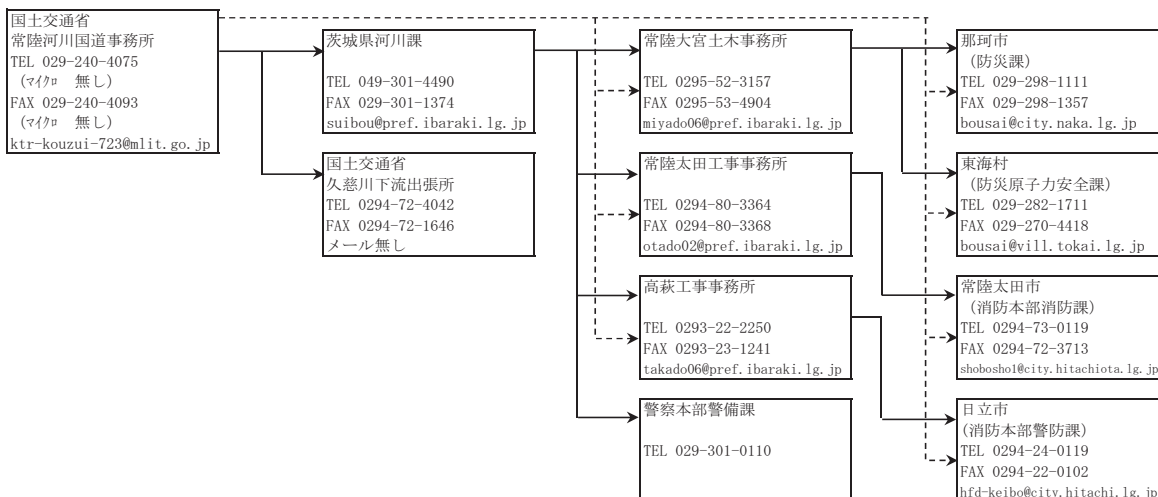 国土交通省
常陸河川国道事務所
TEL 029-240-4075
（ﾏｲｸﾛ　無し）
FAX 029-240-4093
（ﾏｲｸﾛ　無し）
ktr-kouzui-723@mlit.go.jp
茨城県河川課
TEL 049-301-4490
FAX 029-301-1374
suibou@pref.ibaraki.lg.jp
国土交通省
久慈川下流出張所
TEL 0294-72-4042
FAX 0294-72-1646
メール無し
常陸大宮土木事務所
TEL 0295-52-3157
FAX 0295-53-4904
miyado06@pref.ibaraki.lg.jp
常陸太田工事事務所
TEL 0294-80-3364
FAX 0294-80-3368
otado02@pref.ibaraki.lg.jp
高萩工事事務所
TEL 0293-22-2250
FAX 0293-23-1241
takado06@pref.ibaraki.lg.jp
警察本部警備課
TEL 029-301-0110
那珂市
（防災課）
TEL 029-298-1111
FAX 029-298-1357
bousai@city.naka.lg.jp
東海村
（防災原子力安全課）
TEL 029-282-1711
FAX 029-270-4418
bousai@vill.tokai.lg.jp
常陸太田市
（消防本部消防課）
TEL 0294-73-0119
FAX 0294-72-3713
shobosho1@city.hitachiota.lg.jp
日立市
(消防本部警防課）
TEL 0294-24-0119
FAX 0294-22-0102
hfd-keibo@city.hitachi.lg.jp